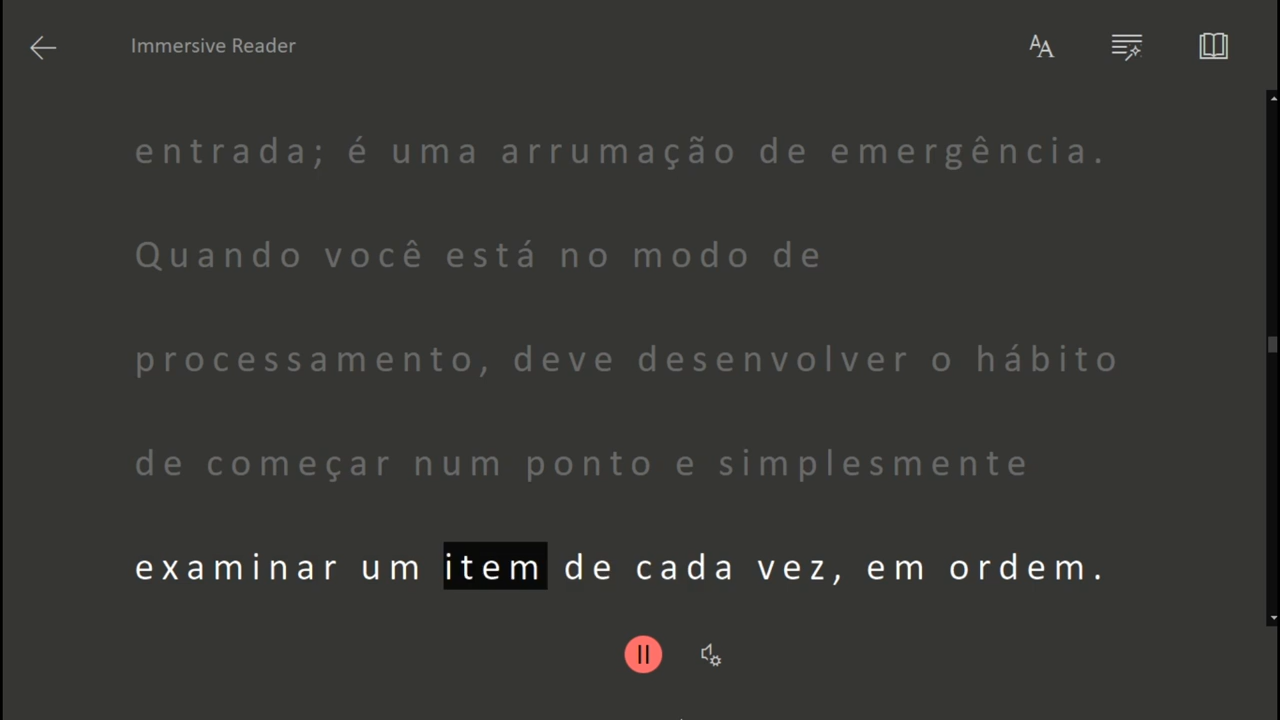 Immersive Reader
entrada; é uma arrumação de emergência.
Quando você está no modo de
processamento, deve desenvolver o hábito
de começar num ponto e simplesmente
examinar um item de cada vez, em ordem.